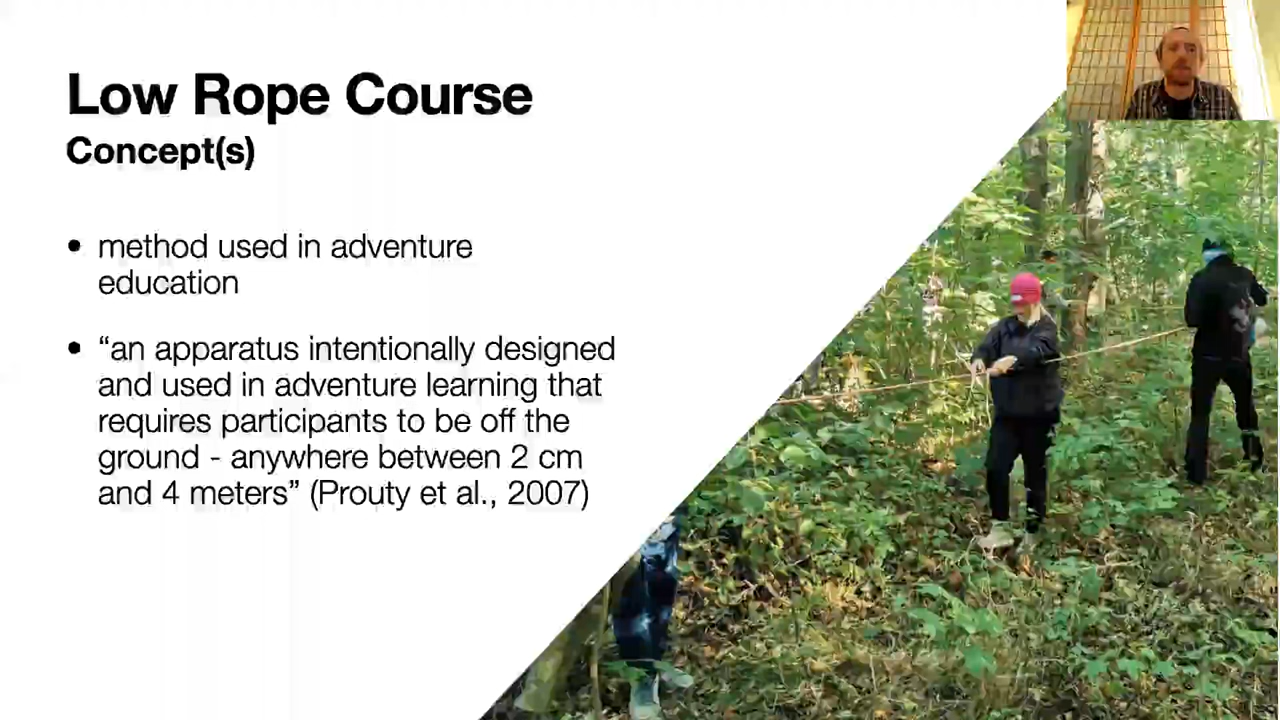 Low Rope Course
Concept(s)
• method used in adventure
education
• “an apparatus intentionally designed
and used in adventure learning that
requires participants to be off the
ground - anywhere between 2 cm
and 4 meters” (Prouty et al., 2007)